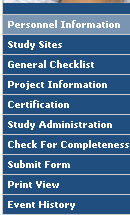 Personnel Information
Study Sites
General Checklist
Project Information
Certification
Study Administration
Check For Completeness
Submit Form
Print View
Event History